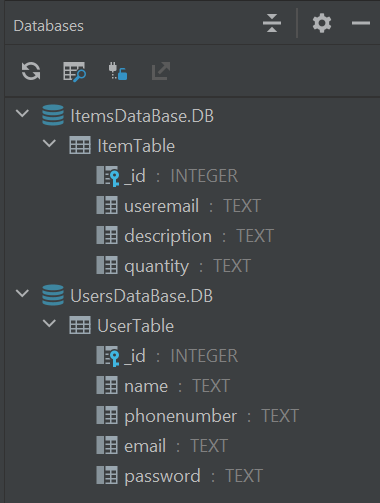 Databases
ItemsDataBase.DB
ItemTable
_id : INTEGER
useremail : TEXT
description : TEXT
quantity : TEXT
UsersDataBase.DB
UserTable
_id : INTEGER
name : TEXT
phonenumber : TEXT
email : TEXT
password : TEXT